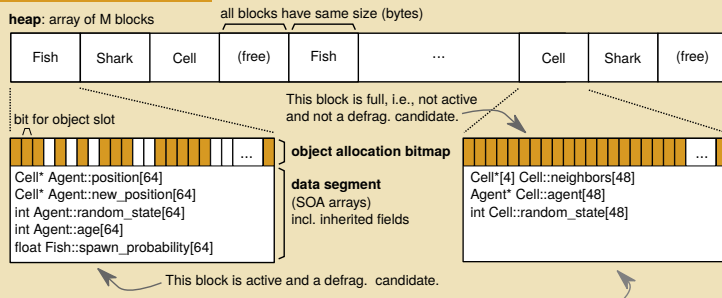 heap: array of M blocks
all blocks have same size (bytes)
Fish
Shark
Cell
(free)
Fish
...
Cell
Shark
(free)
This block is full, i.e., not active
and not a defrag. candidate.
bit for object slot
...
object allocation bitmap
...
Cell* Agent::position[64]
Cell* Agent::new_position[64]
int Agent::random_state[64]
int Agent::age[64]
float Fish::spawn_probability[64]
data segment
(SOA arrays)
incl. inherited fields
Cell*[4] Cell::neighbors[48]
Agent* Cell::agent[48]
int Cell::random_state[48]
This block is active and a defrag. candidate.